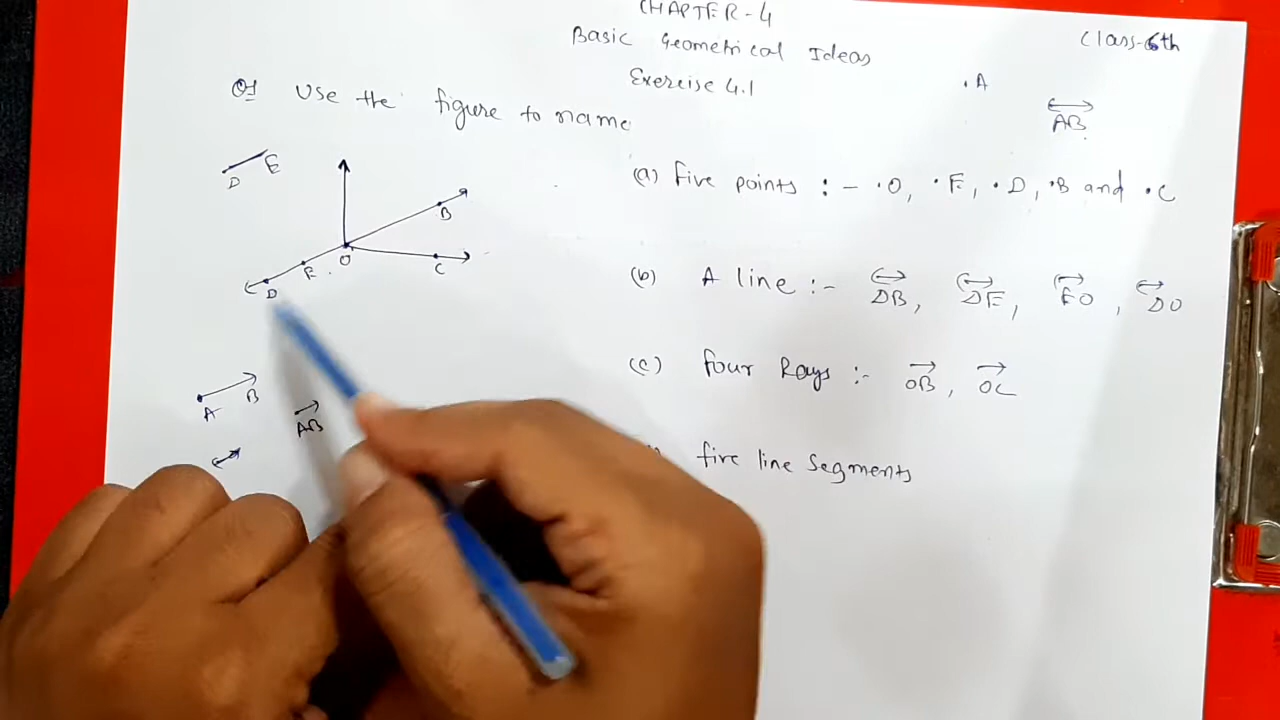 CHAPTER-4
Basic Geometrical Ideas
Class-6th
Exercise 4.1
Q1 Use the figure to name
.A
AB
D E
B
O
C
E
D
(a) five points :- .O, .E, .D, .B and .C
(b) A line :- DB, DE, EO, DO
(c) four Rays :- OB, OC
A B
AB
five line segments